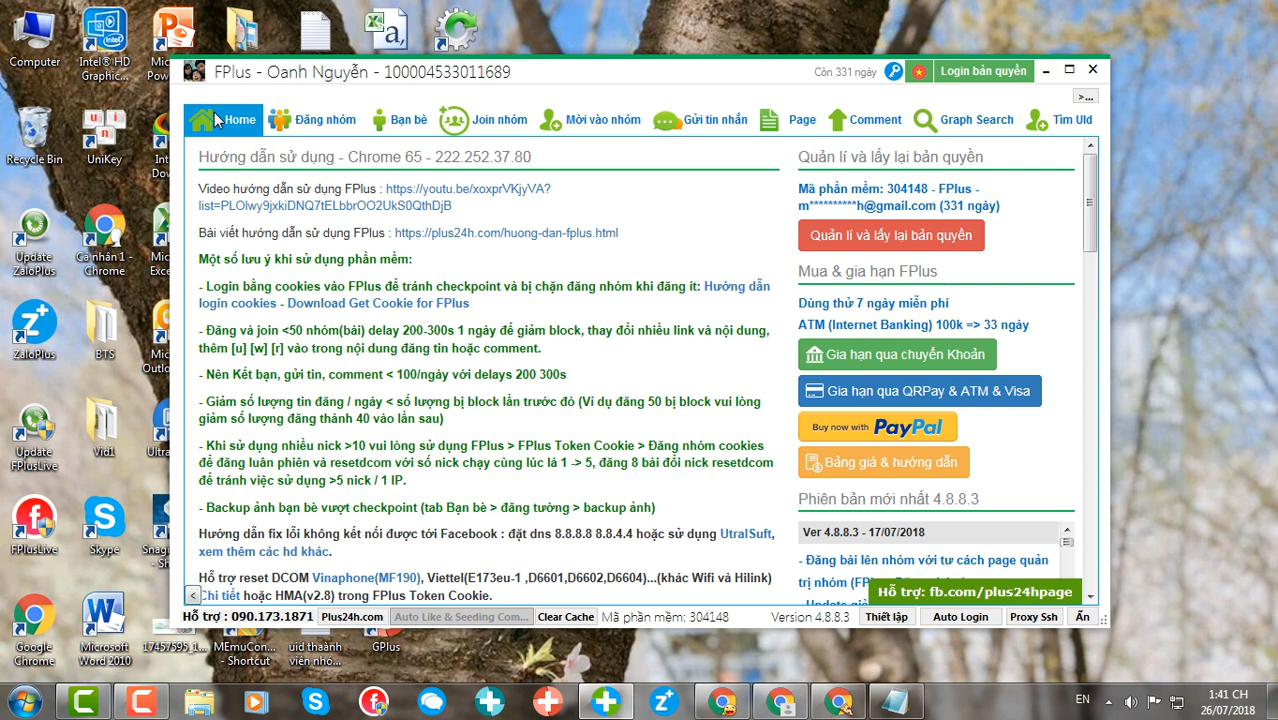 Computer
Intel® HD Graphic...
Mic... Pow...
FPlus - Oanh Nguyễn - 100004533011689
Còn 331 ngày
Login bản quyền
>...
Home
Đăng nhóm
Bạn bè
Join nhóm
Mời vào nhóm
Gửi tin nhắn
Page
Comment
Graph Search
Tìm UId
Recycle Bin
UniKey
Update ZaloPlus
Cá nhân 1 - Chrome
ZaloPlus
BTS
Update FPlusLive
Vid1
FPlusLive
Skype
Google Chrome
Microsoft Word 2010
17457595_1...
MEmuCon... - Shortcut
uid thaành viên nhó...
GPlus
Hướng dẫn sử dụng - Chrome 65 - 222.252.37.80
Video hướng dẫn sử dụng FPlus : https://youtu.be/xoxprVKjyVA?
list=PLOlwy9jxkiDNQ7tELbbrOO2UkS0QthDjB
Bài viết hướng dẫn sử dụng FPlus : https://plus24h.com/huong-dan-fplus.html
Một số lưu ý khi sử dụng phần mềm:
- Login bằng cookies vào FPlus để tránh checkpoint và bị chặn đăng nhóm khi đăng ít: Hướng dẫn
login cookies - Download Get Cookie for FPlus
- Đăng và join <50 nhóm(bài) delay 200-300s 1 ngày để giảm block, thay đổi nhiều link và nội dung,
thêm [u] [w] [r] vào trong nội dung đăng tin hoặc comment.
- Nên Kết bạn, gửi tin, comment < 100/ngày với delays 200 300s
- Giảm số lượng tin đăng / ngày < số lượng bị block lần trước đó (Ví dụ đăng 50 bị block vui lòng
giảm số lượng đăng thành 40 vào lần sau)
- Khi sử dụng nhiều nick >10 vui lòng sử dụng FPlus > FPlus Token Cookie > Đăng nhóm cookies
để đăng luân phiên và resetdcom với số nick chạy cùng lúc là 1 -> 5, đăng 8 bài đổi nick resetdcom
để tránh việc sử dụng >5 nick / 1 IP.
- Backup ảnh bạn bè vượt checkpoint (tab Bạn bè > đăng tường > backup ảnh)
Hướng dẫn fix lỗi không kết nối được tới Facebook : đặt dns 8.8.8.8 8.8.4.4 hoặc sử dụng UtralSuft,
xem thêm các hd khác.
Hỗ trợ reset DCOM Vinaphone(MF190), Viettel(E173eu-1 ,D6601,D6602,D6604)...(khác Wifi và Hilink)
Chi tiết hoặc HMA(v2.8) trong FPlus Token Cookie.
Quản lí và lấy lại bản quyền
Mã phần mềm: 304148 - FPlus -
m**********h@gmail.com (331 ngày)
Quản lí và lấy lại bản quyền
Mua & gia hạn FPlus
Dùng thử 7 ngày miễn phí
ATM (Internet Banking) 100k => 33 ngày
Gia hạn qua chuyển Khoản
Gia hạn qua QRPay & ATM & Visa
Buy now with PayPal
Bảng giá & hướng dẫn
Phiên bản mới nhất 4.8.8.3
Ver 4.8.8.3 - 17/07/2018
- Đăng bài lên nhóm với tư cách page quản
trị nhóm
Hỗ trợ: fb.com/plus24hpage
Hỗ trợ : 090.173.1871
Plus24h.com
Auto Like & Seeding Com...
Clear Cache
Mã phần mềm: 304148
Version 4.8.8.3
Thiết lập
Auto Login
Proxy Ssh
Ẩn
EN
1:41 CH
26/07/2018